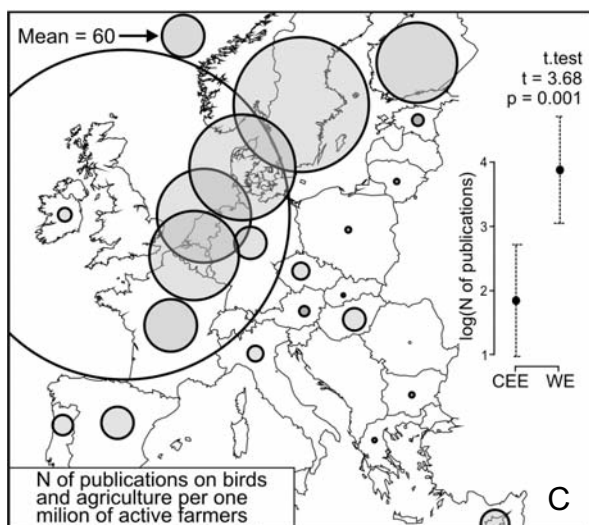 Mean = 60
t.test
t = 3.68
p = 0.001
log(N of publications)
4
3
2
1
CEE WE
N of publications on birds
and agriculture per one
milion of active farmers
C